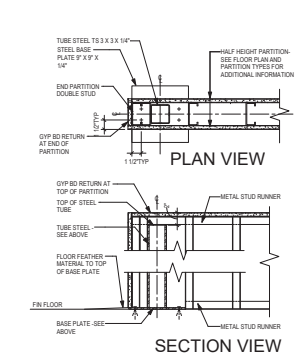 TUBE STEEL TS 3 X 3 X 1/4"
STEEL BASE
PLATE 9" X 9" X
1/4"
HALF HEIGHT PARTITION-
SEE FLOOR PLAN AND
PARTITION TYPES FOR
ADDITIONAL INFORMATION
END PARTITION
DOUBLE STUD
1 1/2"TYP
GYP BD RETURN
AT END OF
PARTITION
1 1/2"TYP
PLAN VIEW
GYP BD RETURN AT
TOP OF PARTITION
TOP OF STEEL
TUBE
METAL STUD RUNNER
TUBE STEEL -
SEE ABOVE
FLOOR FEATHER
MATERIAL TO TOP
OF BASE PLATE
FIN FLOOR
BASE PLATE -SEE
ABOVE
METAL STUD RUNNER
SECTION VIEW